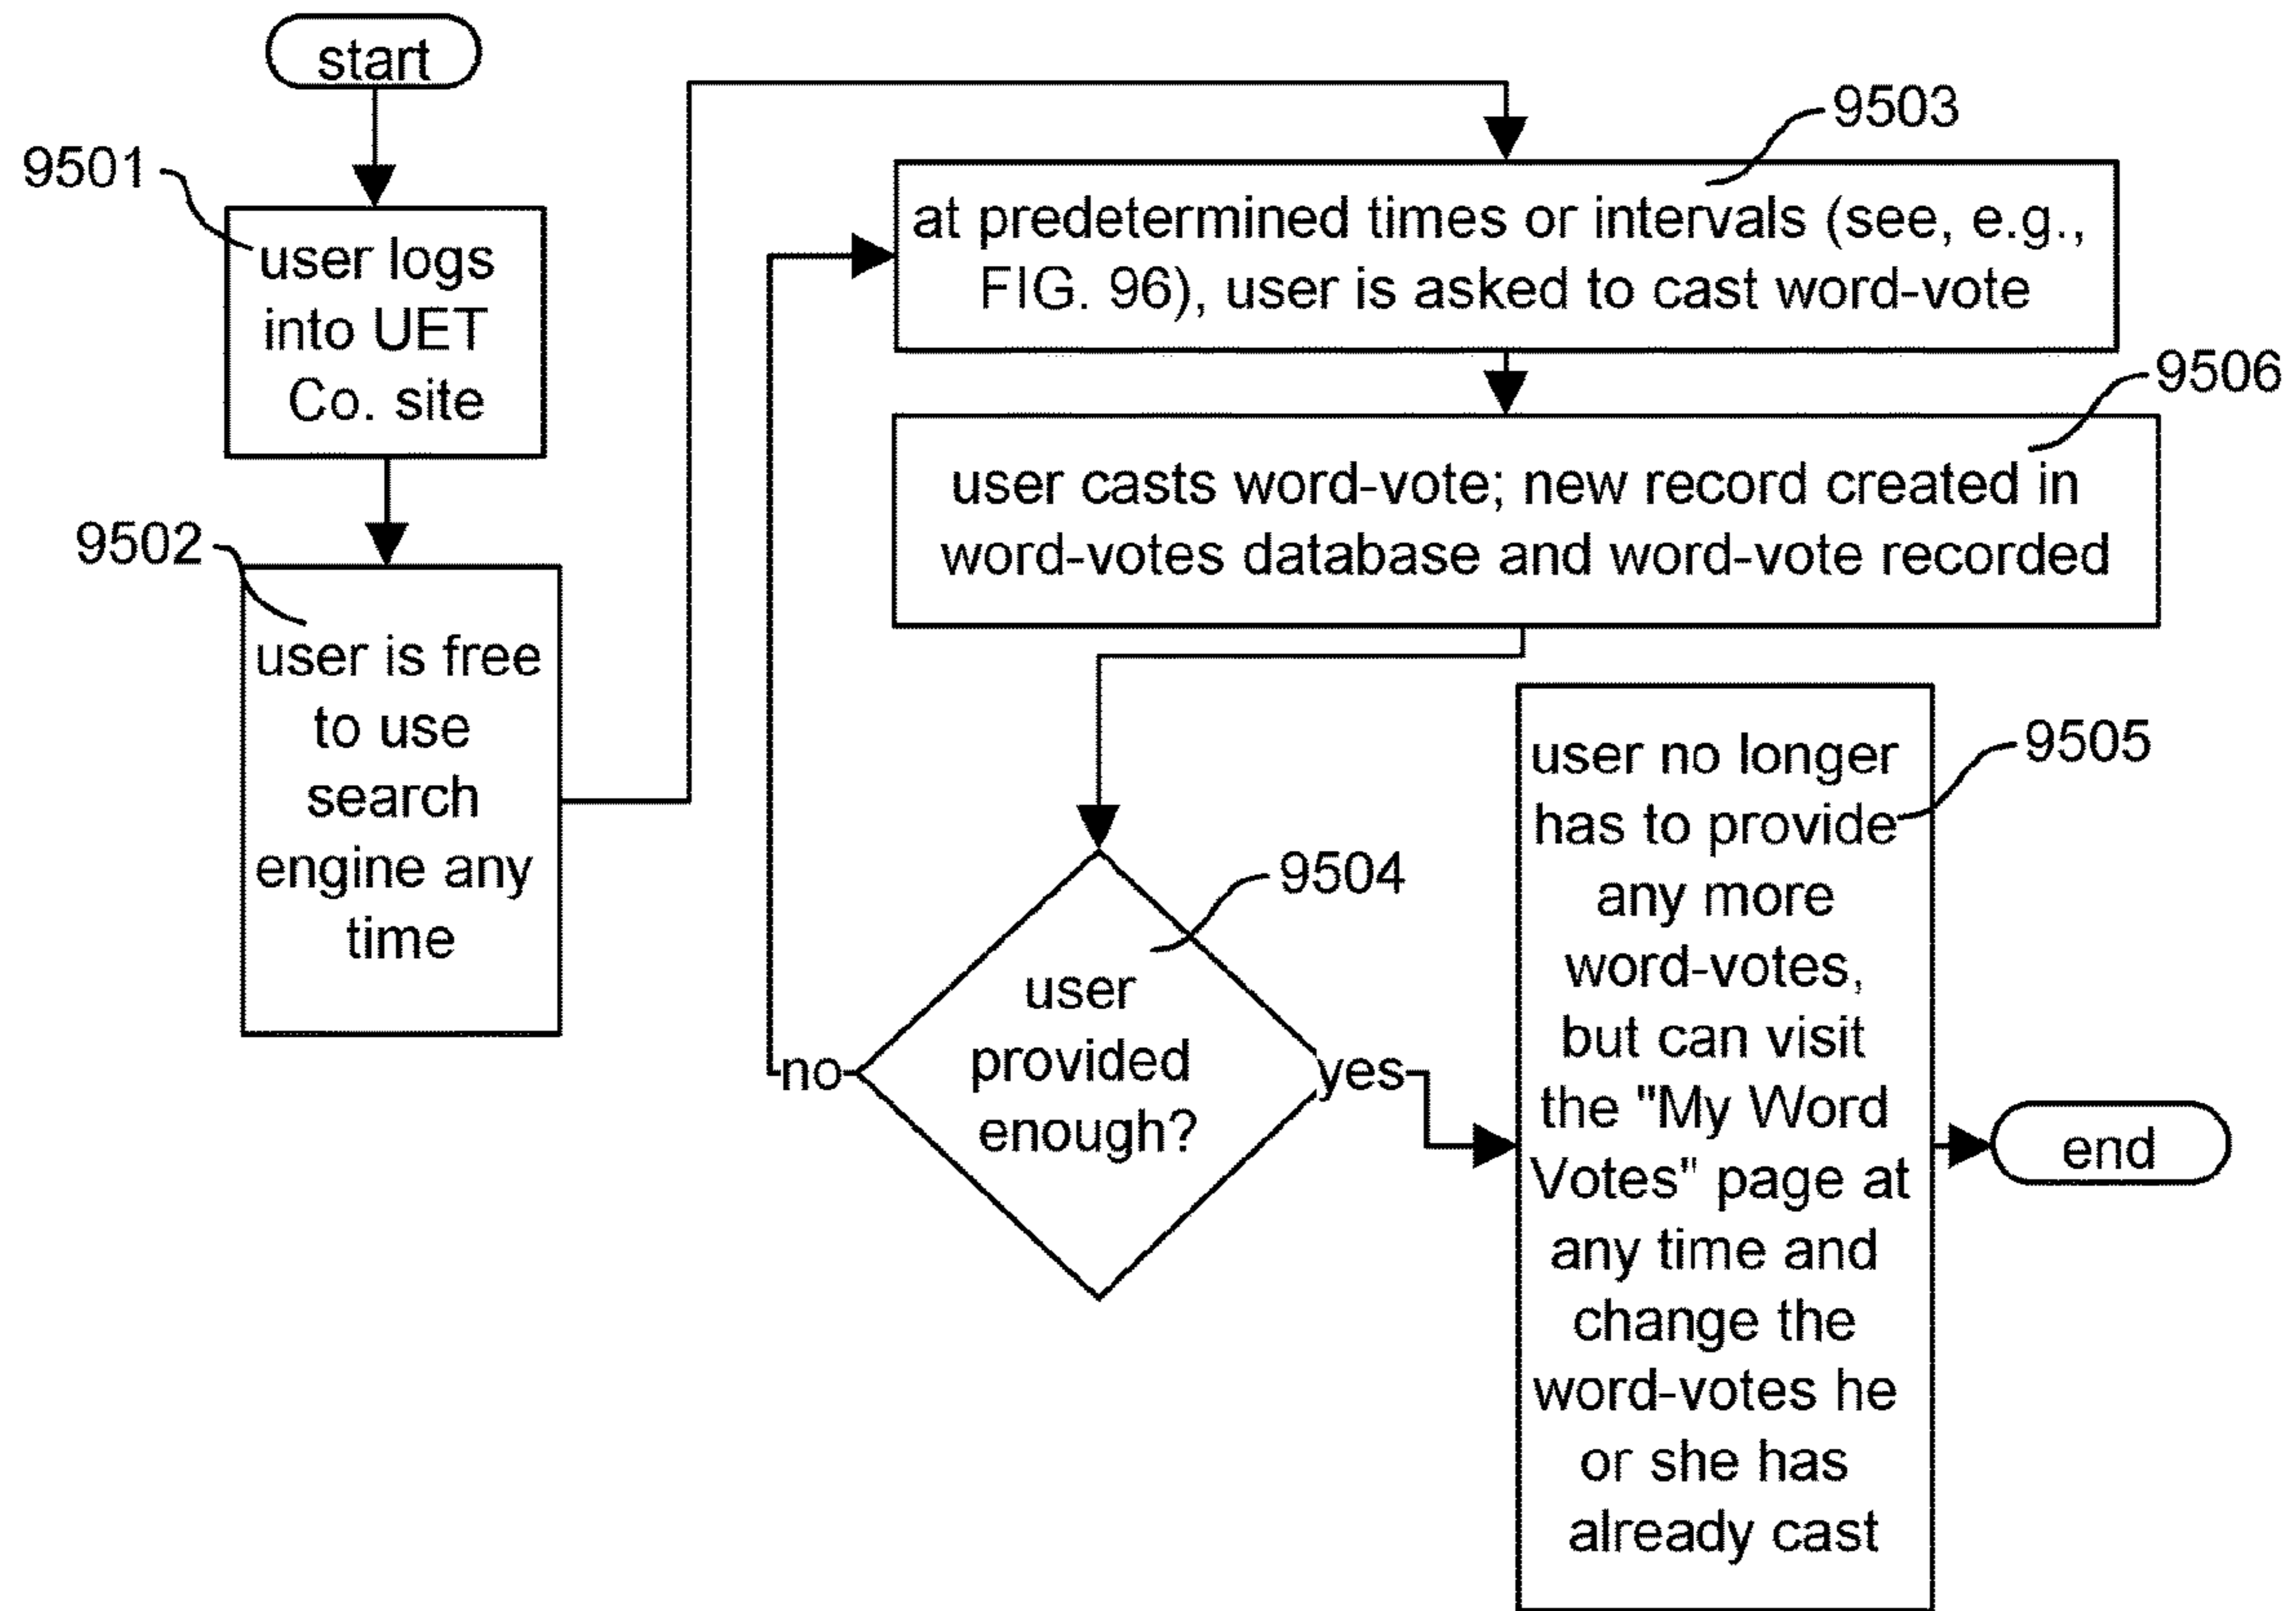 start
9501
user logs
into UET
Co. site
9502
user is free
to use
search
engine any
time
9503
at predetermined times or intervals (see, e.g.,
FIG. 96), user is asked to cast word-vote
9506
user casts word-vote; new record created in
word-votes database and word-vote recorded
9504
user
provided
enough?
no
yes
9505
user no longer
has to provide
any more
word-votes,
but can visit
the "My Word
Votes" page at
any time and
change the
word-votes he
or she has
already cast
end